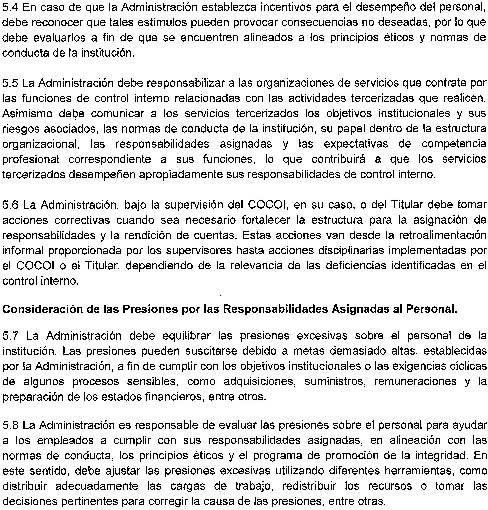 5.4 En caso de que la Administración establezca incentivos para el desempeño del personal,
debe reconocer que tales estímulos pueden provocar consecuencias no deseadas, por lo que
debe evaluarlos a fin de que se encuentren alineados a los principios éticos y normas de
conducta de la institución.
5.5 La Administración debe responsabilizar a las organizaciones de servicios que contrate por
las funciones de control interno relacionadas con las actividades tercerizadas que realicen.
Asimismo debe comunicar a los servicios tercerizados los objetivos institucionales y sus
riesgos asociados, las normas de conducta de la institución, su papel dentro de la estructura
organizacional, las responsabilidades asignadas y las expectativas de competencia
profesional correspondiente a sus funciones, lo que contribuirá a que los servicios
tercerizados desempeñen apropiadamente sus responsabilidades de control interno.
5.6 La Administración, bajo la supervisión del COCOI, en su caso, o del Titular debe tomar
acciones correctivas cuando sea necesario fortalecer la estructura para la asignación de
responsabilidades y la rendición de cuentas. Estas acciones van desde la retroalimentación
informal proporcionada por los supervisores hasta acciones disciplinarias implementadas por
el COCOI o el Titular, dependiendo de la relevancia de las deficiencias identificadas en el
control interno.
Consideración de las Presiones por las Responsabilidades Asignadas al Personal.
5.7 La Administración debe equilibrar las presiones excesivas sobre el personal de la
institución. Las presiones pueden suscitarse debido a metas demasiado altas, establecidas
por la Administración, a fin de cumplir con los objetivos institucionales o las exigencias cíclicas
de algunos procesos sensibles, como adquisiciones, suministros, remuneraciones y la
preparación de los estados financieros, entre otros.
5.8 La Administración es responsable de evaluar las presiones sobre el personal para ayudar
a los empleados a cumplir con sus responsabilidades asignadas, en alineación con las
normas de conducta, los principios éticos y el programa de promoción de la integridad. En
este sentido, debe ajustar las presiones excesivas utilizando diferentes herramientas, como
distribuir adecuadamente las cargas de trabajo, redistribuir los recursos o tomar las
decisiones pertinentes para corregir la causa de las presiones, entre otras.